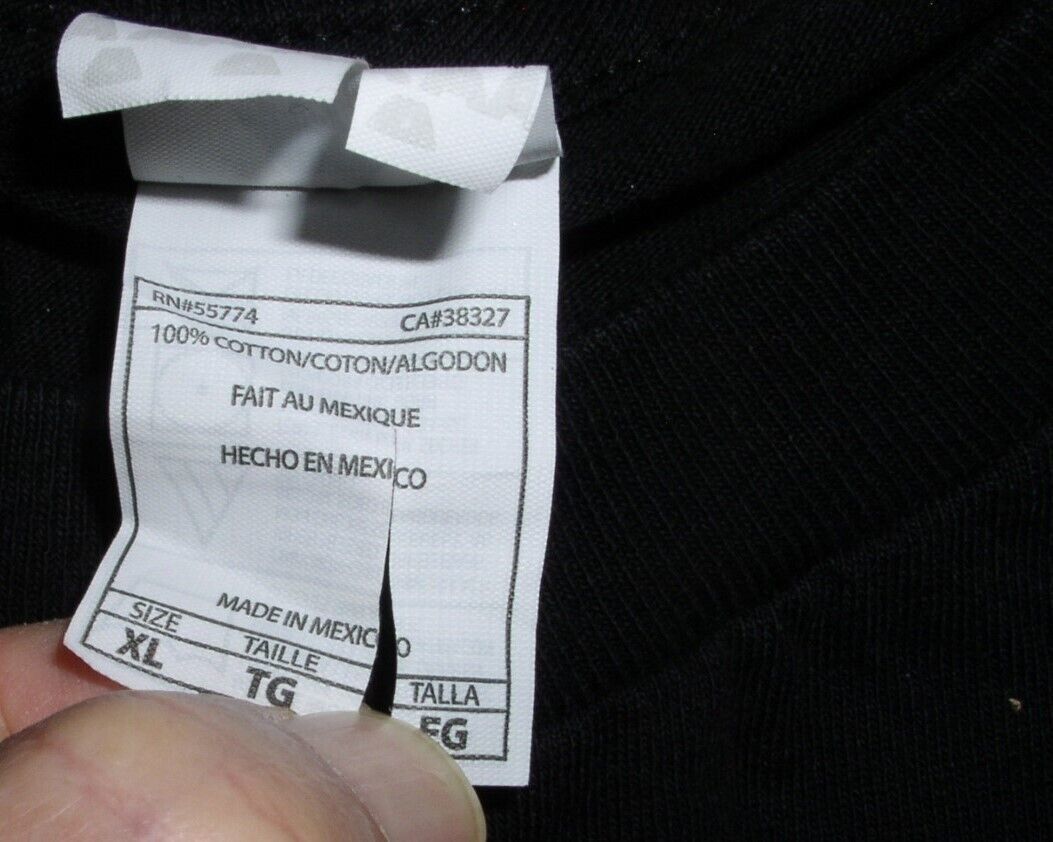 RN#55774 CA#38327
100% COTTON/COTON/ALGODON
FAIT AU MEXIQUE
HECHO EN MEXICO
MADE IN MEXICO
SIZE TAILLE TALLA
XL TG EG